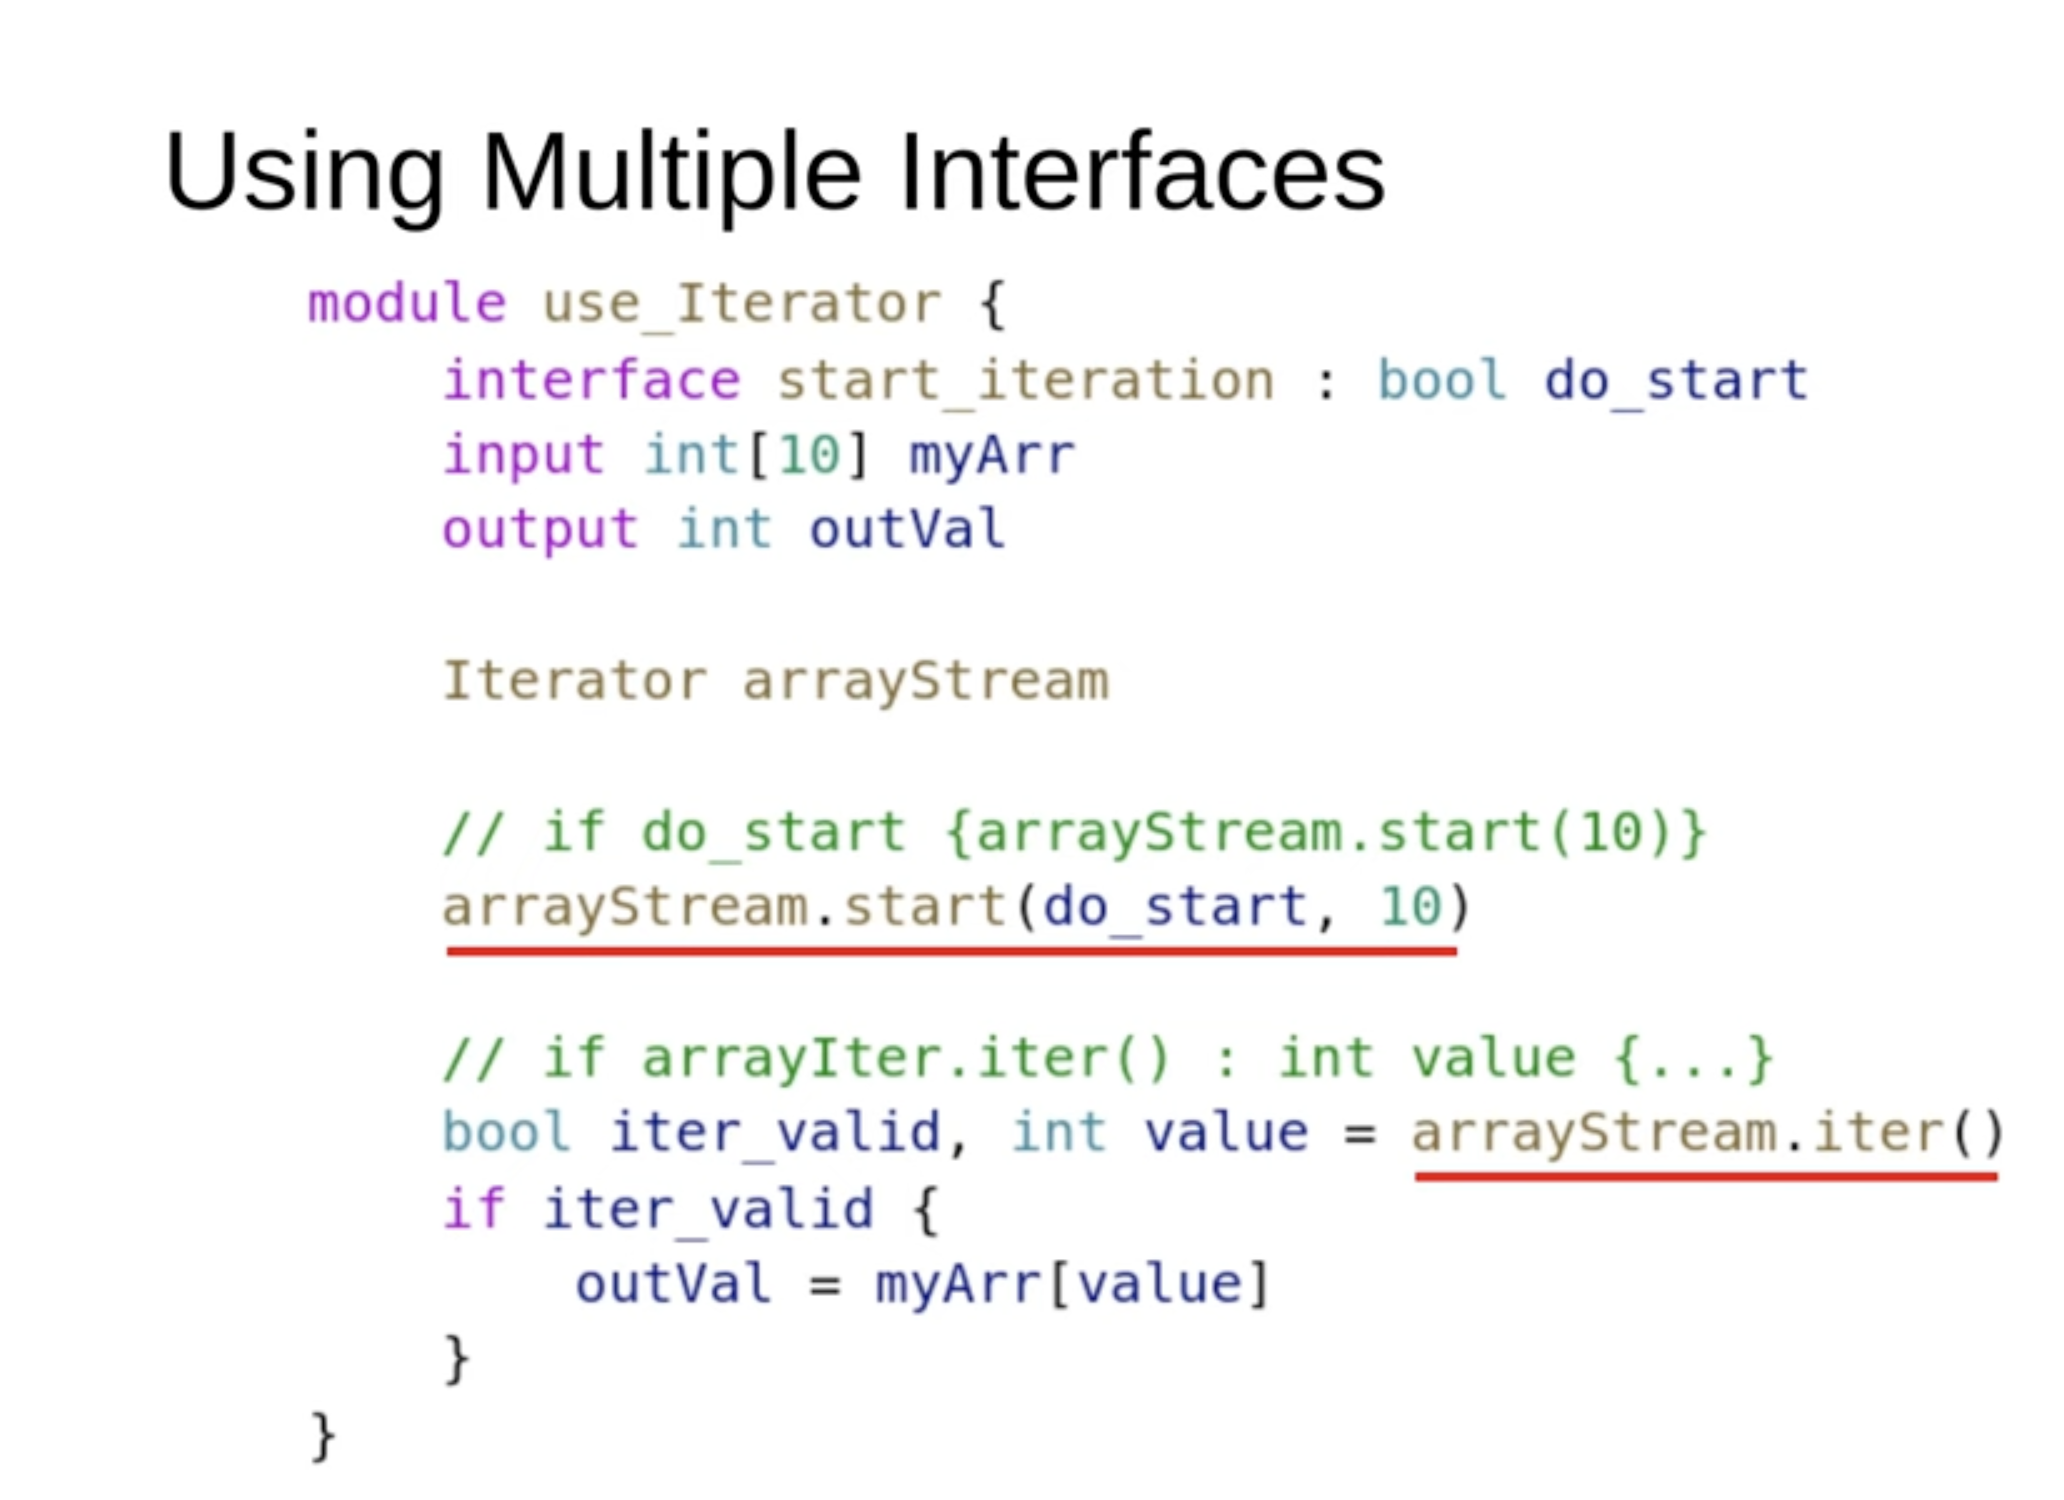 Using Multiple Interfaces
module use_Iterator {
    interface start_iteration : bool do_start
    input int[10] myArr
    output int outVal

    Iterator arrayStream

    // if do_start {arrayStream.start(10)}
    arrayStream.start(do_start, 10)

    // if arrayIter.iter() : int value {...}
    bool iter_valid, int value = arrayStream.iter()
    if iter_valid {
        outVal = myArr[value]
    }
}